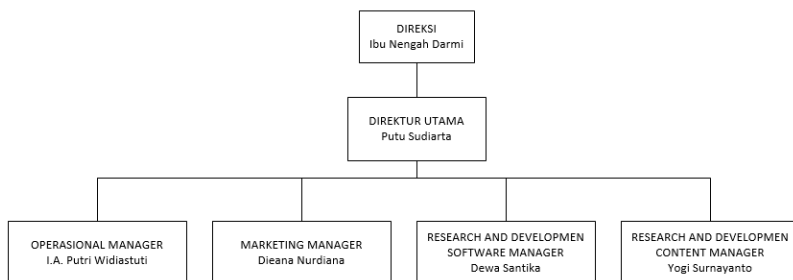 DIREKSI
Ibu Nengah Darmi
DIREKTUR UTAMA
Putu Sudiarta
OPERASIONAL MANAGER
I.A. Putri Widiastuti
MARKETING MANAGER
Dieana Nurdiana
RESEARCH AND DEVELOPMEN
SOFTWARE MANAGER
Dewa Santika
RESEARCH AND DEVELOPMEN
CONTENT MANAGER
Yogi Surnayanto